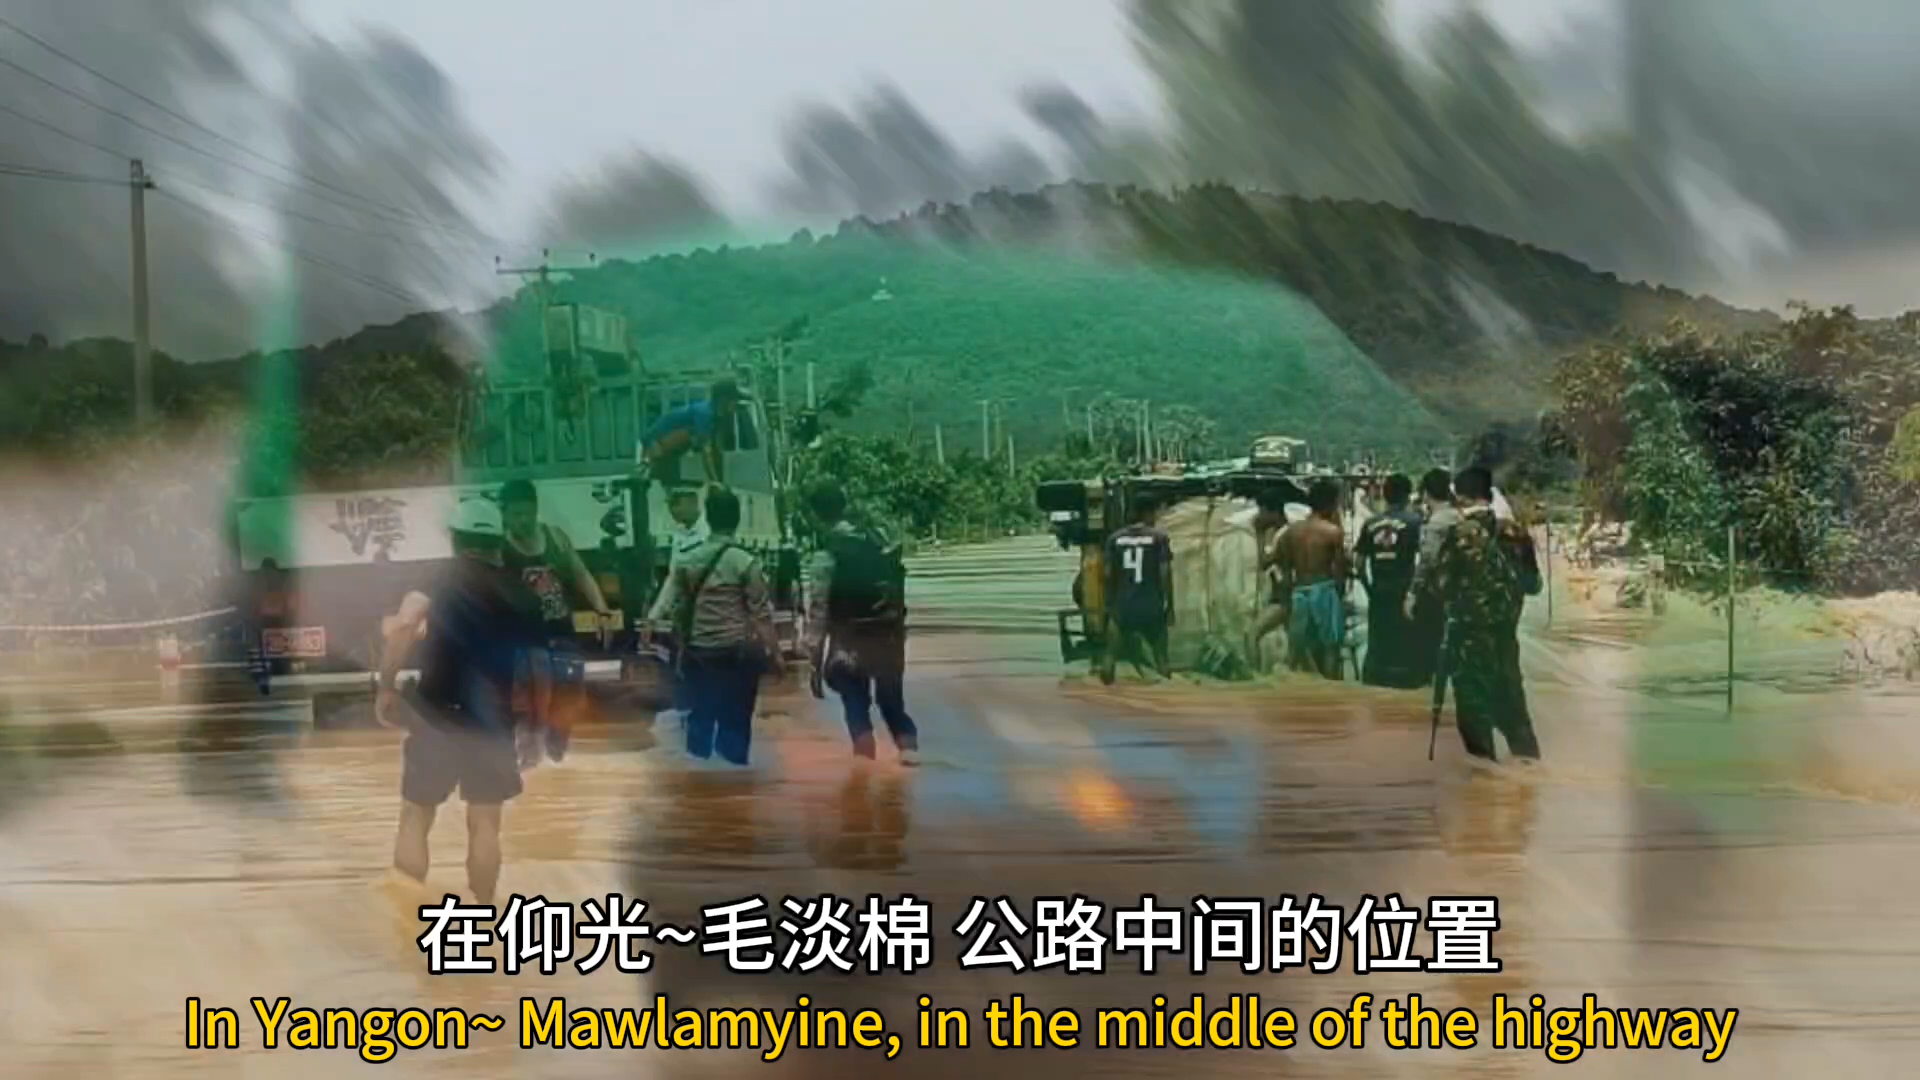 4
在仰光~毛淡棉 公路中间的位置
In Yangon~ Mawlamyine, in the middle of the highway